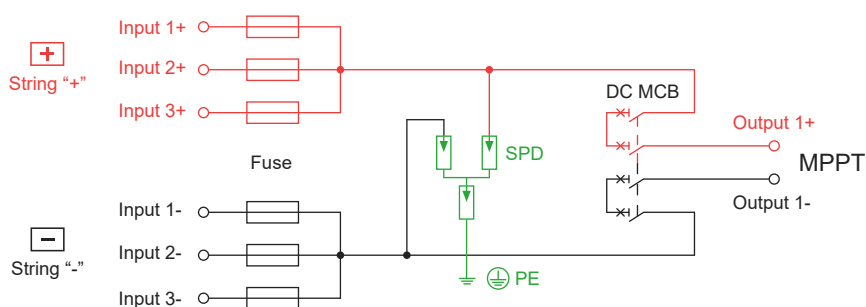 Input 1+
Input 2+
String “+”
Input 3+
DC MCB
Output 1+
SPD
MPPT
Fuse
Output 1-
Input 1-
Input 2-
String “-”
PE
Input 3-